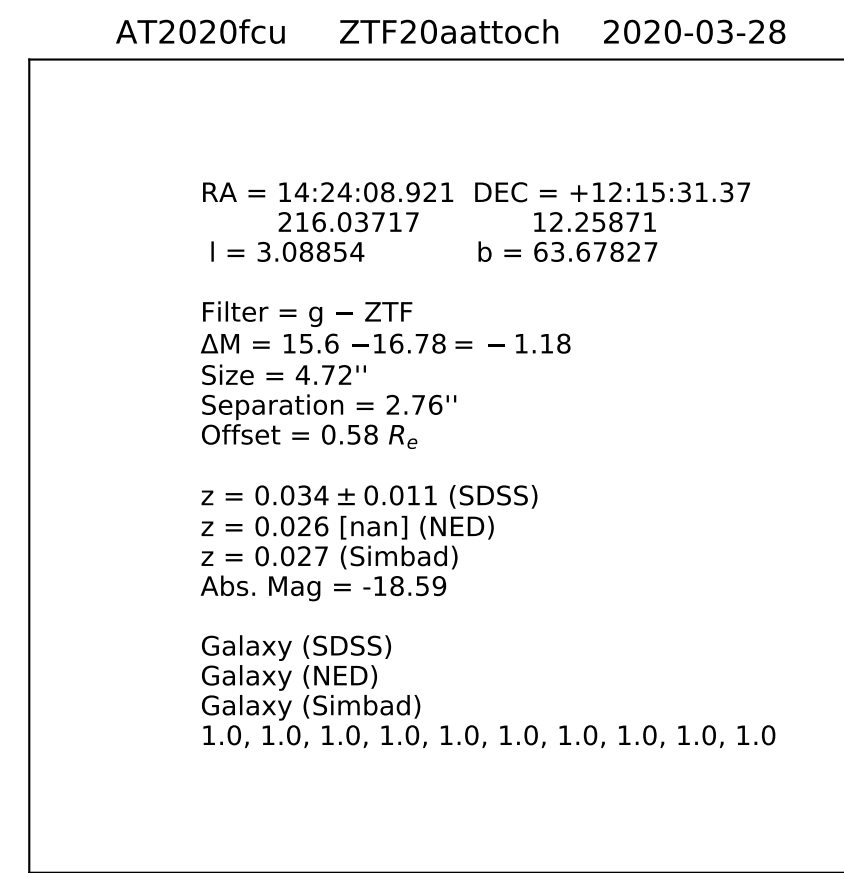 AT2020fcu ZTF20aattoch 2020-03-28
RA = 14:24:08.921 DEC = +12:15:31.37
216.03717 12.25871
l = 3.08854 b = 63.67827
Filter = g − ZTF
ΔM = 15.6 −16.78 = − 1.18
Size = 4.72''
Separation = 2.76''
Offset = 0.58 Rₑ
z = 0.034 ± 0.011 (SDSS)
z = 0.026 [nan] (NED)
z = 0.027 (Simbad)
Abs. Mag = -18.59
Galaxy (SDSS)
Galaxy (NED)
Galaxy (Simbad)
1.0, 1.0, 1.0, 1.0, 1.0, 1.0, 1.0, 1.0, 1.0, 1.0